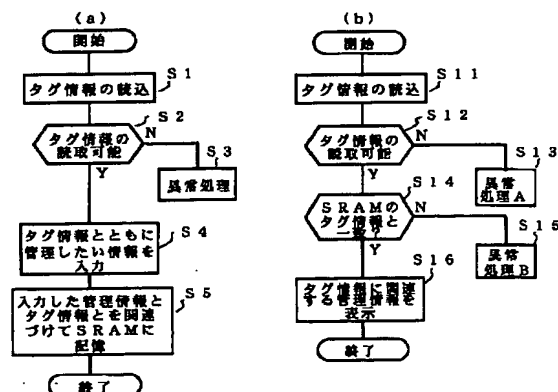 (a)
開始
S1
タグ情報の読込
S2
タグ情報の
読取可能
N
Y
S3
異常処理
S4
タグ情報とともに
管理したい情報を
入力
S5
入力した管理情報と
タグ情報とを関連
づけてSRAMに
記憶
終了
(b)
開始
S11
タグ情報の読込
S12
タグ情報の
読取可能
N
Y
S13
異常
処理A
S14
SRAMの
タグ情報と
一致?
N
Y
S15
異常
処理B
S16
タグ情報に関連
する管理情報を
表示
終了